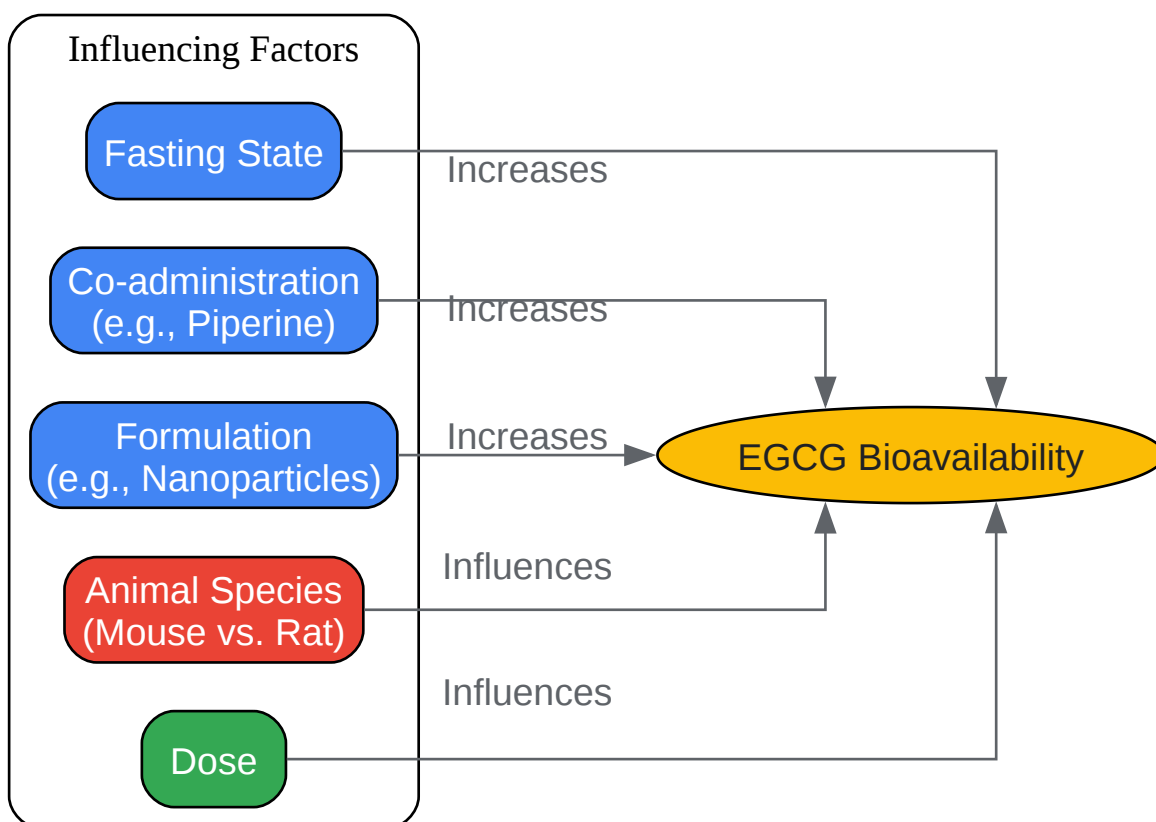 Influencing Factors
Fasting State
Increases
Co-administration
(e.g., Piperine)
Increases
Formulation
(e.g., Nanoparticles)
Increases
EGCG Bioavailability
Animal Species
(Mouse vs. Rat)
Influences
Dose
Influences